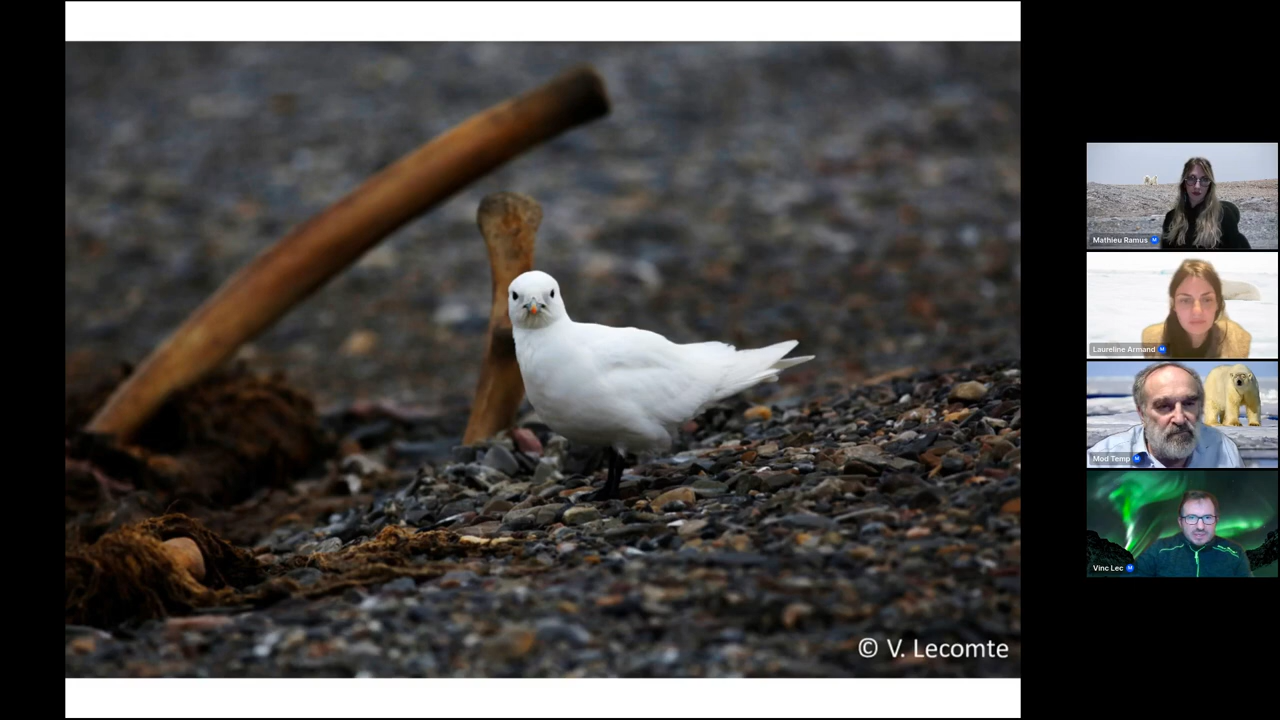 © V. Lecomte
Mathieu Ramus M
Laureline Armand M
Mod Temp M
Vinc Lec M